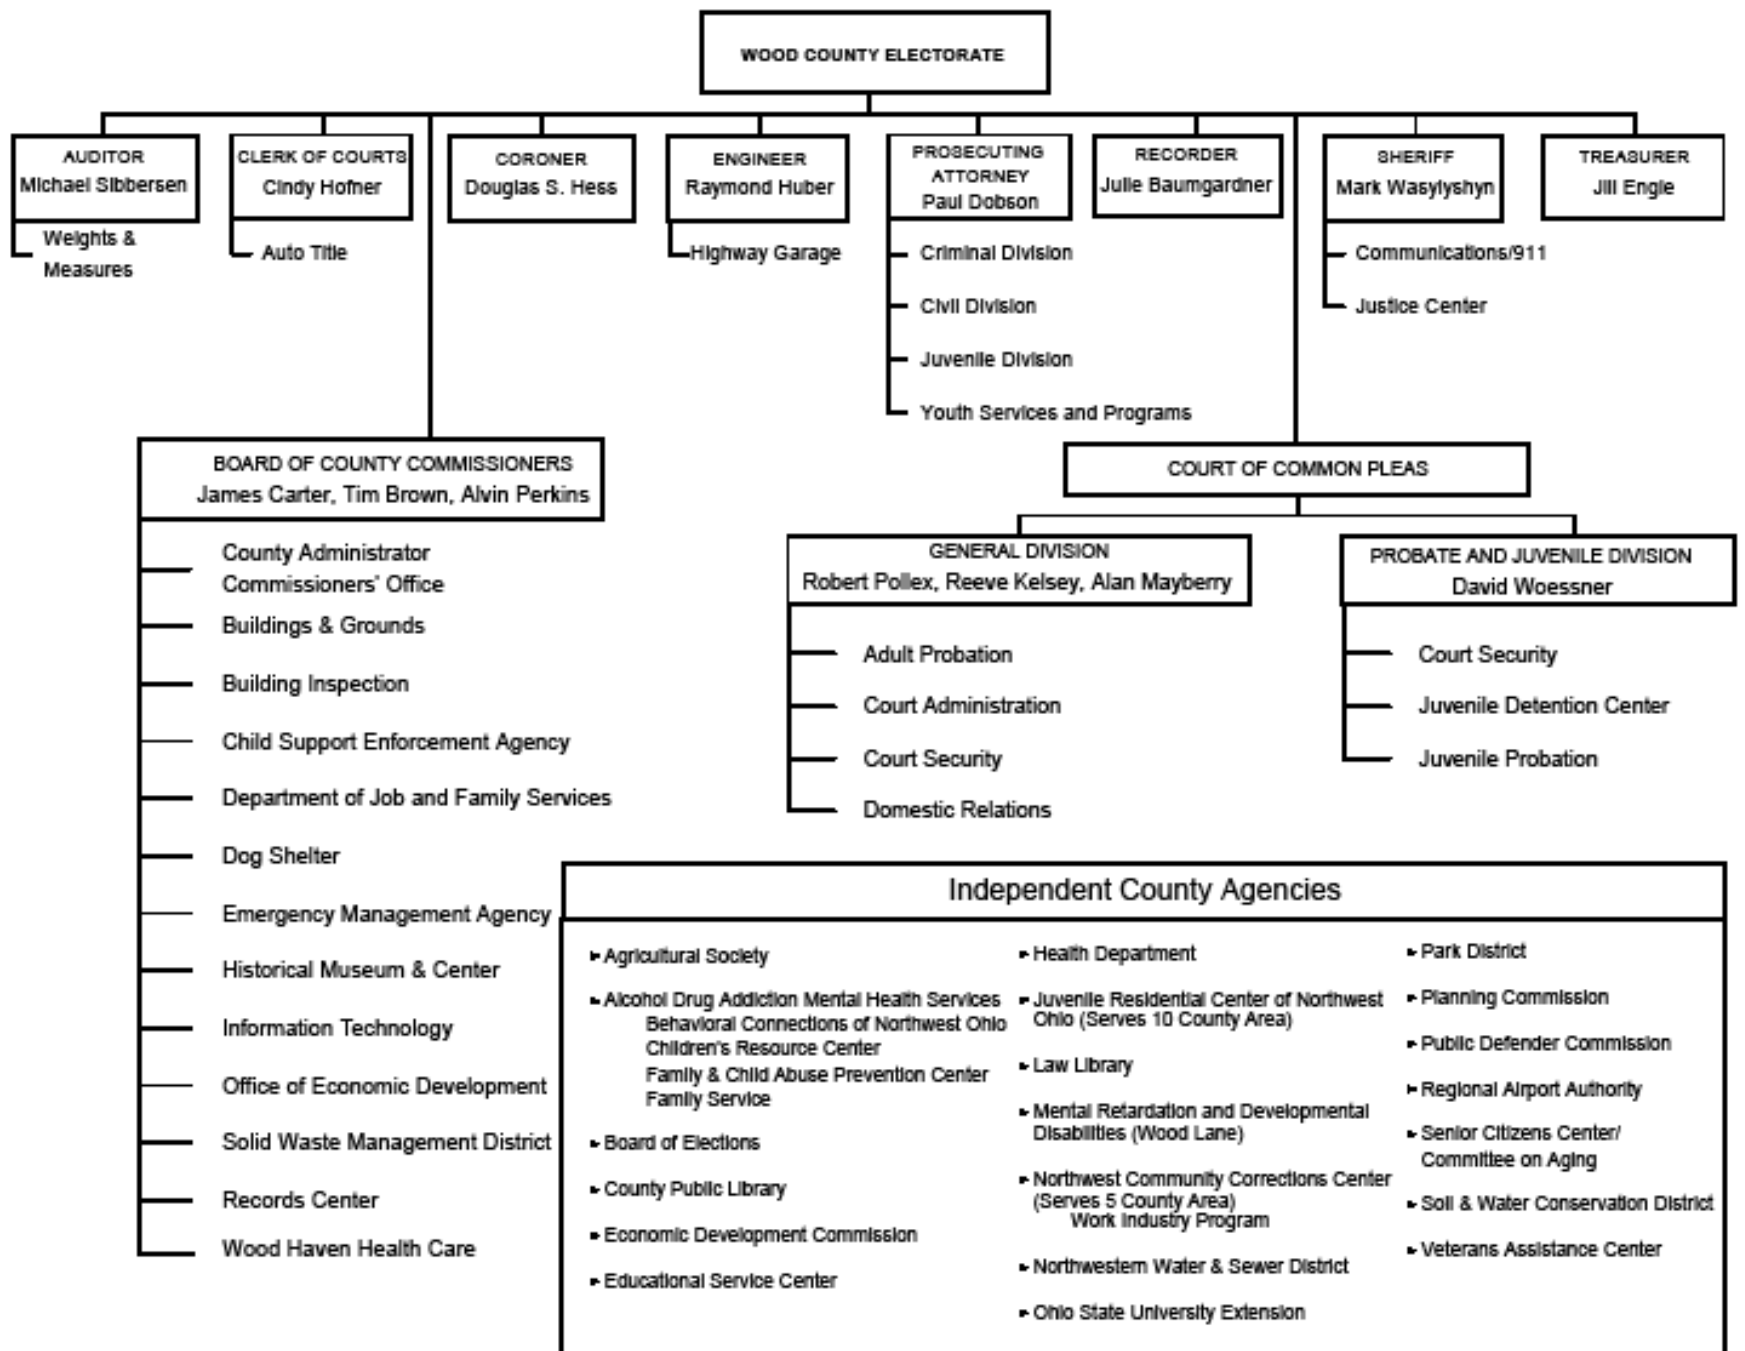 WOOD COUNTY ELECTORATE
AUDITOR
Michael Sibbersen
Weights &
Measures
CLERK OF COURTS
Cindy Hofner
Auto Title
CORONER
Douglas S. Hess
ENGINEER
Raymond Huber
Highway Garage
PROSECUTING
ATTORNEY
Paul Dobson
Criminal Division
Civil Division
Juvenile Division
Youth Services and Programs
RECORDER
Julie Baumgardner
SHERIFF
Mark Wasylyshyn
Communications/911
Justice Center
TREASURER
Jill Engle
BOARD OF COUNTY COMMISSIONERS
James Carter, Tim Brown, Alvin Perkins
County Administrator
Commissioners' Office
Buildings & Grounds
Building Inspection
Child Support Enforcement Agency
Department of Job and Family Services
Dog Shelter
Emergency Management Agency
Historical Museum & Center
Information Technology
Office of Economic Development
Solid Waste Management District
Records Center
Wood Haven Health Care
COURT OF COMMON PLEAS
GENERAL DIVISION
Robert Pollex, Reeve Kelsey, Alan Mayberry
Adult Probation
Court Administration
Court Security
Domestic Relations
PROBATE AND JUVENILE DIVISION
David Woessner
Court Security
Juvenile Detention Center
Juvenile Probation
Independent County Agencies
Agricultural Society
Alcohol Drug Addiction Mental Health Services
Behavioral Connections of Northwest Ohio
Children's Resource Center
Family & Child Abuse Prevention Center
Family Service
Board of Elections
County Public Library
Economic Development Commission
Educational Service Center
Health Department
Juvenile Residential Center of Northwest
Ohio (Serves 10 County Area)
Law Library
Mental Retardation and Developmental
Disabilities (Wood Lane)
Northwest Community Corrections Center
(Serves 5 County Area)
Work Industry Program
Northwestern Water & Sewer District
Ohio State University Extension
Park District
Planning Commission
Public Defender Commission
Regional Airport Authority
Senior Citizens Center/
Committee on Aging
Soil & Water Conservation District
Veterans Assistance Center